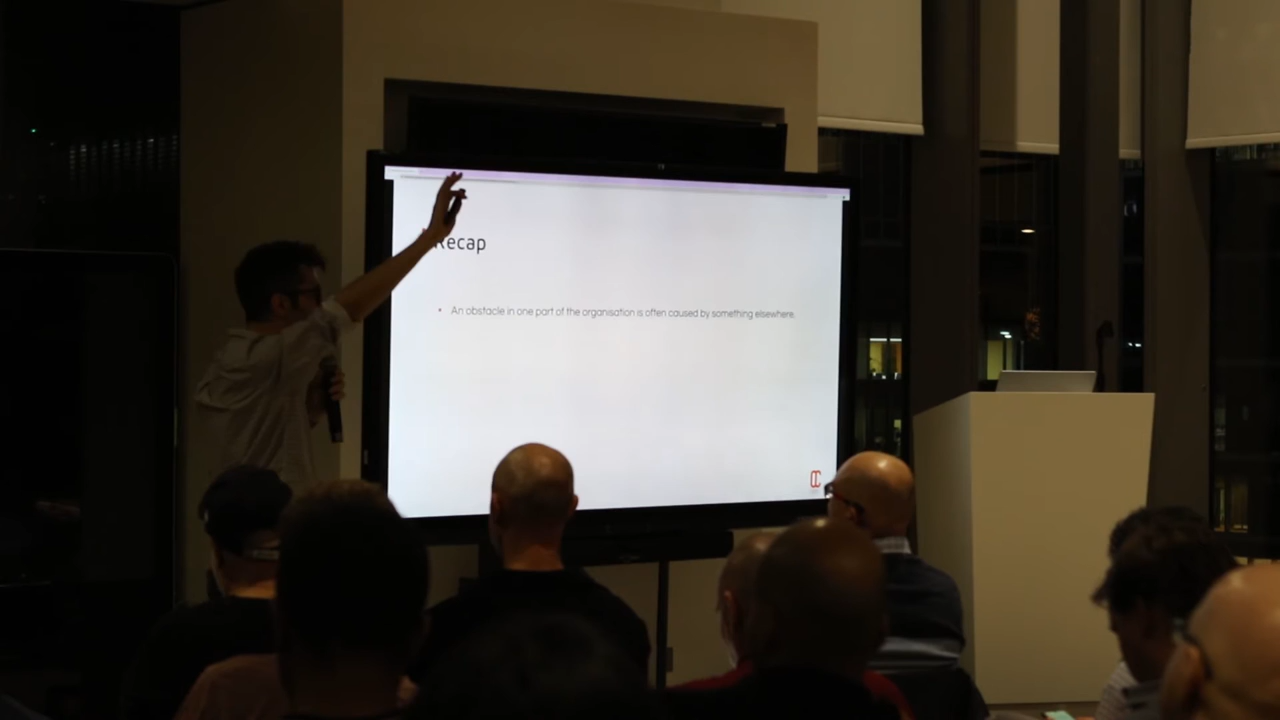 Recap
• An obstacle in one part of the organisation is often caused by something elsewhere.